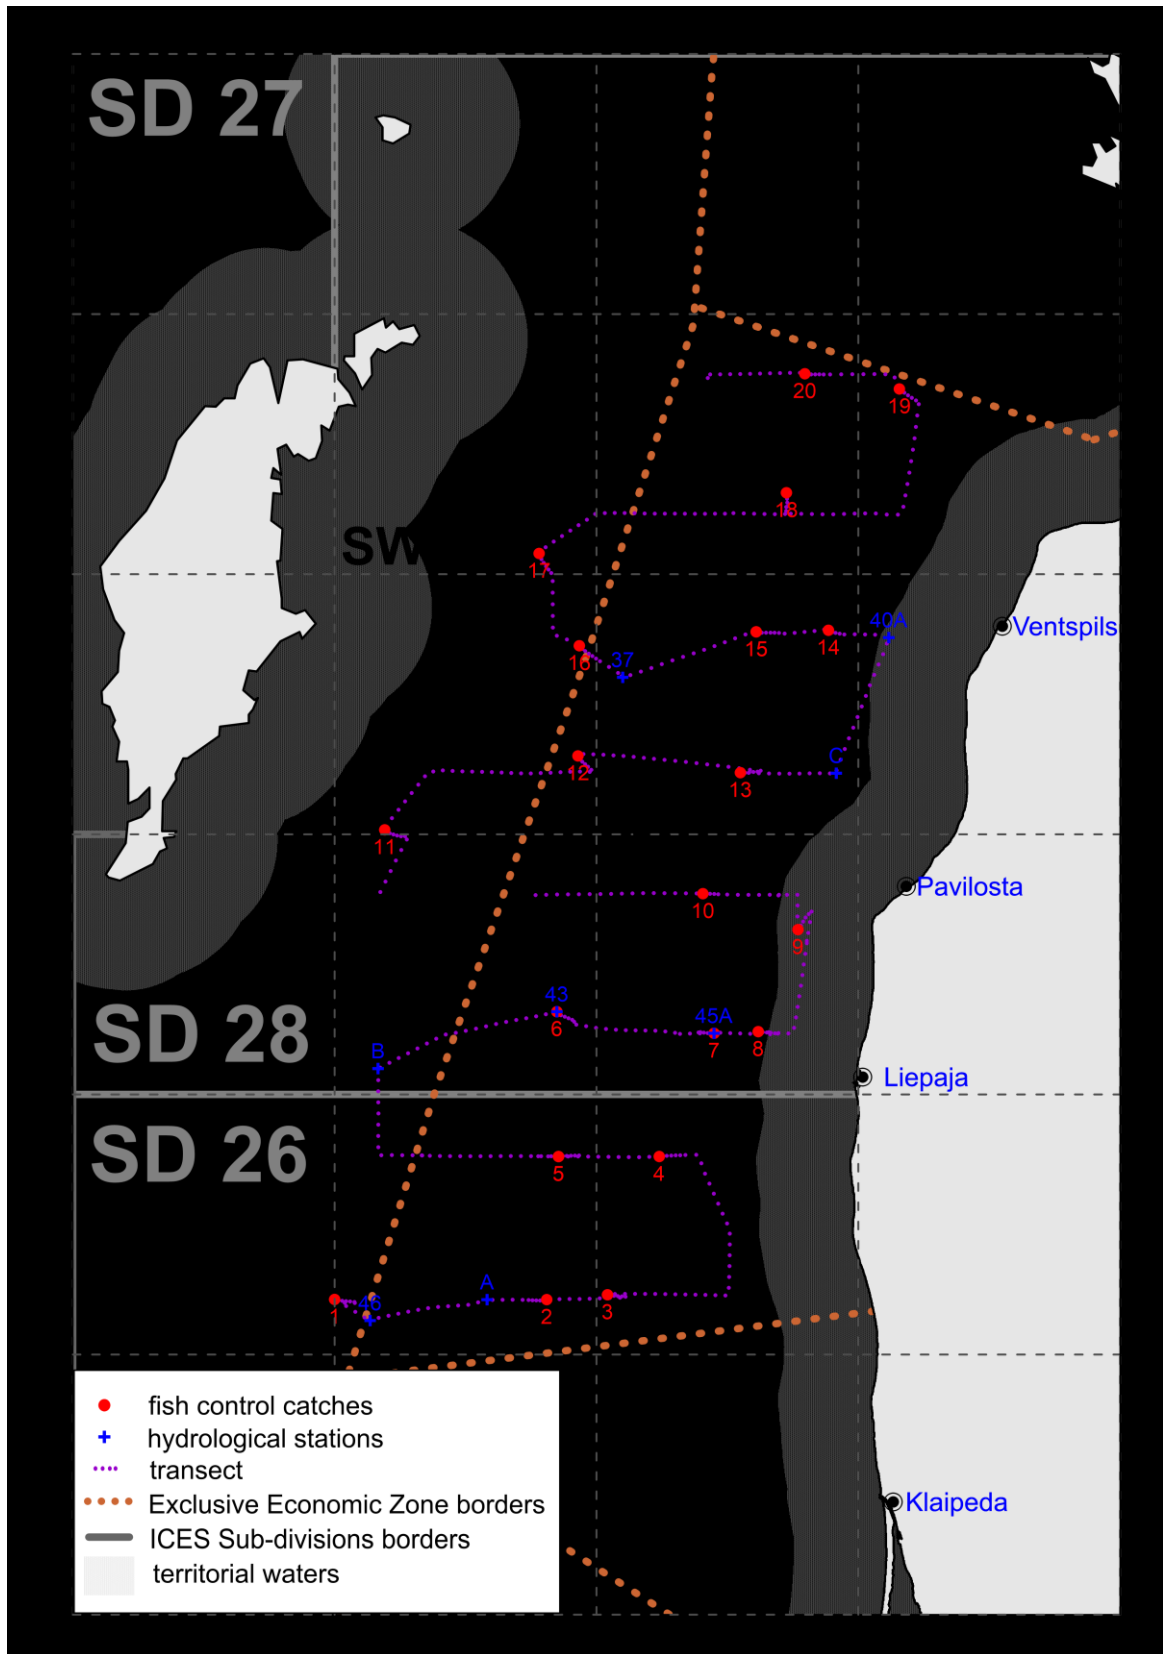 SD 27
20
19
18
SW
17
40A
Ventspils
15
14
16
37
C
12
13
11
Pavilosta
10
9
43
SD 28
6
45A
7
8
B
Liepaja
SD 26
5
4
A
46
1
2
3
fish control catches
hydrological stations
transect
Exclusive Economic Zone borders
ICES Sub-divisions borders
territorial waters
Klaipeda